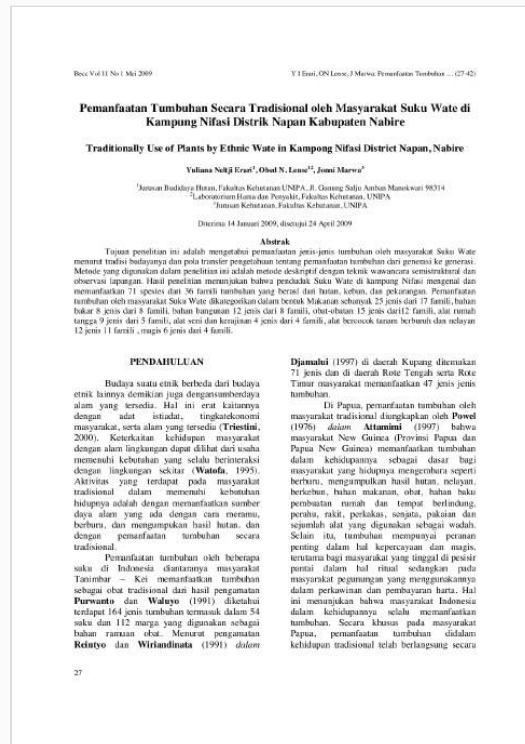 Becc Vol 11 No 1 Mei 2009
Y I Erari, ON Lense, J Marwa: Pemanfaatan Tumbuhan … (27-42)
Pemanfaatan Tumbuhan Secara Tradisional oleh Masyarakat Suku Wate di
Kampung Nifasi Distrik Napan Kabupaten Nabire
Traditionally Use of Plants by Ethnic Wate in Kampong Nifasi District Napan, Nabire
Yuliana Neltji Erari¹, Obed N. Lense¹², Jonni Marwa³
¹Jurusan Budidaya Hutan, Fakultas Kehutanan UNIPA, Jl. Gunung Salju Amban Manokwari 98314
²Laboratorium Hama dan Penyakit, Fakultas Kehutanan, UNIPA
³Jurusan Kehutanan, Fakultas Kehutanan, UNIPA
Diterima 14 Januari 2009, disetujui 24 April 2009
Abstrak
Tujuan penelitian ini adalah mengetahui pemanfaatan jenis-jenis tumbuhan oleh masyarakat Suku Wate
menurut tradisi budayanya dan pola transfer pengetahuan tentang pemanfaatan tumbuhan dari generasi ke generasi.
Metode yang digunakan dalam penelitian ini adalah metode deskriptif dengan teknik wawancara semistruktural dan
observasi lapangan. Hasil penelitian menunjukan bahwa penduduk Suku Wate di kampung Nifasi mengenal dan
memanfaatkan 71 spesies dari 36 famili tumbuhan yang berasal dari hutan, kebun, dan pekarangan. Pemanfaatan
tumbuhan oleh masyarakat Suku Wate dikategorikan dalam bentuk Makanan sebanyak 25 jenis dari 17 famili, bahan
bakar 8 jenis dari 8 famili, bahan bangunan 12 jenis dari 8 famili, obat-obatan 15 jenis dari12 famili, alat rumah
tangga 9 jenis dari 5 famili, alat seni dan kerajinan 4 jenis dari 4 famili, alat bercocok tanam berburuh dan nelayan
12 jenis 11 famili , magis 6 jenis dari 4 famili.
PENDAHULUAN
Budaya suatu etnik berbeda dari budaya
etnik lainnya demikian juga dengansumberdaya
alam yang tersedia. Hal ini erat kaitannya
dengan adat istiadat, tingkatekonomi
masyarakat, serta alam yang tersedia (Triestini,
2000). Keterkaitan kehidupan masyarakat
dengan alam lingkungan dapat dilihat dari usaha
memenuhi kebutuhan yang selalu berinteraksi
dengan lingkungan sekitar (Watofa, 1995).
Aktivitas yang terdapat pada masyarakat
tradisional dalam memenuhi kebutuhan
hidupnya adalah dengan memanfaatkan sumber
daya alam yang ada dengan cara meramu,
berburu, dan mengumpukan hasil hutan. dan
dengan pemanfaatan tumbuhan secara
tradisional.
Pemanfaatan tumbuhan oleh beberapa
suku di Indonesia diantaranya masyarakat
Tanimbar – Kei memanfaatkan tumbuhan
sebagai obat tradisional dari hasil pengamatan
Purwanto dan Waluyo (1991) diketahui
terdapat 164 jenis tumbuhan termasuk dalam 54
suku dan 112 marga yang digunakan sebagai
bahan ramuan obat. Menurut pengamatan
Reintyo dan Wiriandinata (1991) dalam
Djamalui (1997) di daerah Kupang ditemukan
71 jenis dan di daerah Rote Tengah serta Rote
Timur masyarakat memanfaatkan 47 jenis jenis
tumbuhan.
Di Papua, pemanfaatan tumbuhan oleh
masyarakat tradisional diungkapkan oleh Powel
(1976) dalam Attamimi (1997) bahwa
masyarakat New Guinea (Provinsi Papua dan
Papua New Guinea) memanfaatkan tumbuhan
dalam kehidupannya sebagai dasar bagi
masyarakat yang hidupnya mengembara seperti
berburu, mengumpulkan hasil hutan, nelayan,
berkebun, bahan makanan, obat, bahan baku
pembuatan rumah dan tempat berlindung,
perahu, rakit, perkakas, senjata, pakaian dan
sejumlah alat yang digunakan sebagai wadah.
Selain itu, tumbuhan mempunyai peranan
penting dalam hal kepercayaan dan magis,
terutama bagi masyarakat yang tinggal di pesisir
pantai dalam hal ritual sedangkan pada
masyarakat pegunungan yang menggunakannya
dalam perkawinan dan pembayaran harta. Hal
ini menunjukan bahwa masyarakat Indonesia
dalam kehidupannya selalu memanfaatkan
tumbuhan. Secara khusus pada masyarakat
Papua, pemanfaatan tumbuhan didalam
kehidupan tradisional telah berlangsung secara
27